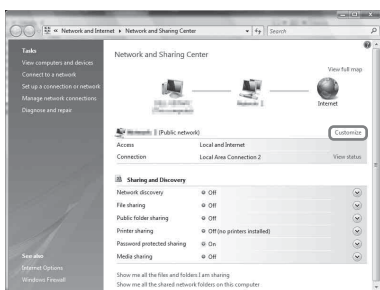 « Network and Internet ▸ Network and Sharing Center
Search
Tasks
View computers and devices
Connect to a network
Set up a connection or network
Manage network connections
Diagnose and repair
See also
Internet Options
Windows Firewall
Network and Sharing Center
View full map
Internet
(Public network)
Customize
Access Local and Internet
Connection Local Area Connection 2 View status
Sharing and Discovery
Network discovery Off
File sharing Off
Public folder sharing Off
Printer sharing Off (no printers installed)
Password protected sharing On
Media sharing Off
Show me all the files and folders I am sharing
Show me all the shared network folders on this computer